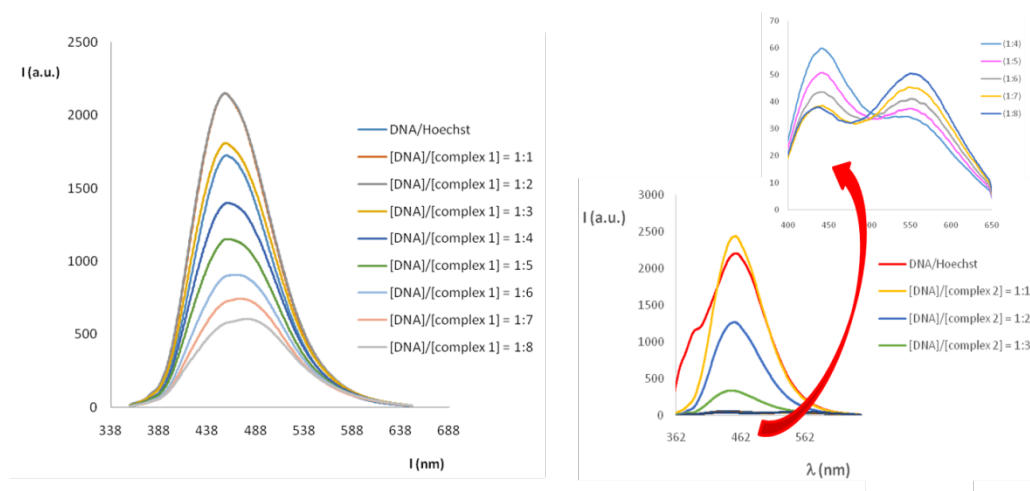 2500
I (a.u.)
2000
1500
1000
500
0
338 388 438 488 538 588 638 688
I (nm)
DNA/Hoechst
[DNA]/[complex 1] = 1:1
[DNA]/[complex 1] = 1:2
[DNA]/[complex 1] = 1:3
[DNA]/[complex 1] = 1:4
[DNA]/[complex 1] = 1:5
[DNA]/[complex 1] = 1:6
[DNA]/[complex 1] = 1:7
[DNA]/[complex 1] = 1:8
70
60
50
40
30
20
10
0
400 450 500 550 600 650
(1:4)
(1:5)
(1:6)
(1:7)
(1:8)
3000
I (a.u.)
2500
2000
1500
1000
500
0
362 462 562
λ (nm)
DNA/Hoechst
[DNA]/[complex 2] = 1:1
[DNA]/[complex 2] = 1:2
[DNA]/[complex 2] = 1:3